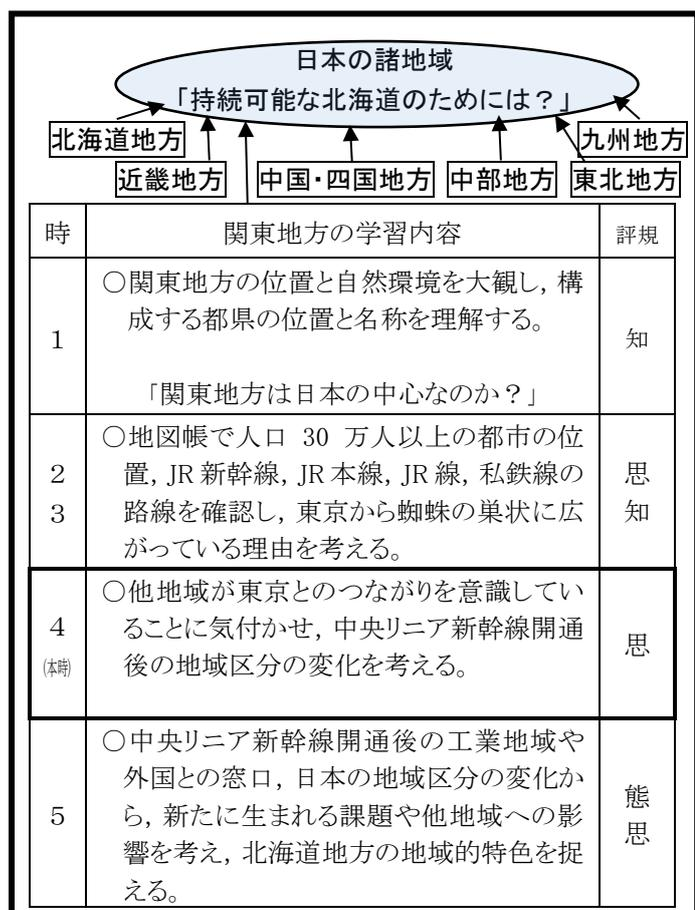 日本の諸地域
「持続可能な北海道のためには？」
北海道地方
九州地方
近畿地方
中国・四国地方
中部地方
東北地方
時
関東地方の学習内容
評規
1
○関東地方の位置と自然環境を大観し，構
成する都県の位置と名称を理解する。
「関東地方は日本の中心なのか？」
知
2
3
○地図帳で人口 30 万人以上の都市の位
置，JR 新幹線，JR 本線，JR 線，私鉄線の
路線を確認し，東京から蜘蛛の巣状に広
がっている理由を考える。
思
知
4
(本時)
○他地域が東京とのつながりを意識してい
ることに気付かせ，中央リニア新幹線開通
後の地域区分の変化を考える。
思
5
○中央リニア新幹線開通後の工業地域や
外国との窓口，日本の地域区分の変化か
ら，新たに生まれる課題や他地域への影
響を考え，北海道地方の地域的特色を捉
える。
態
思